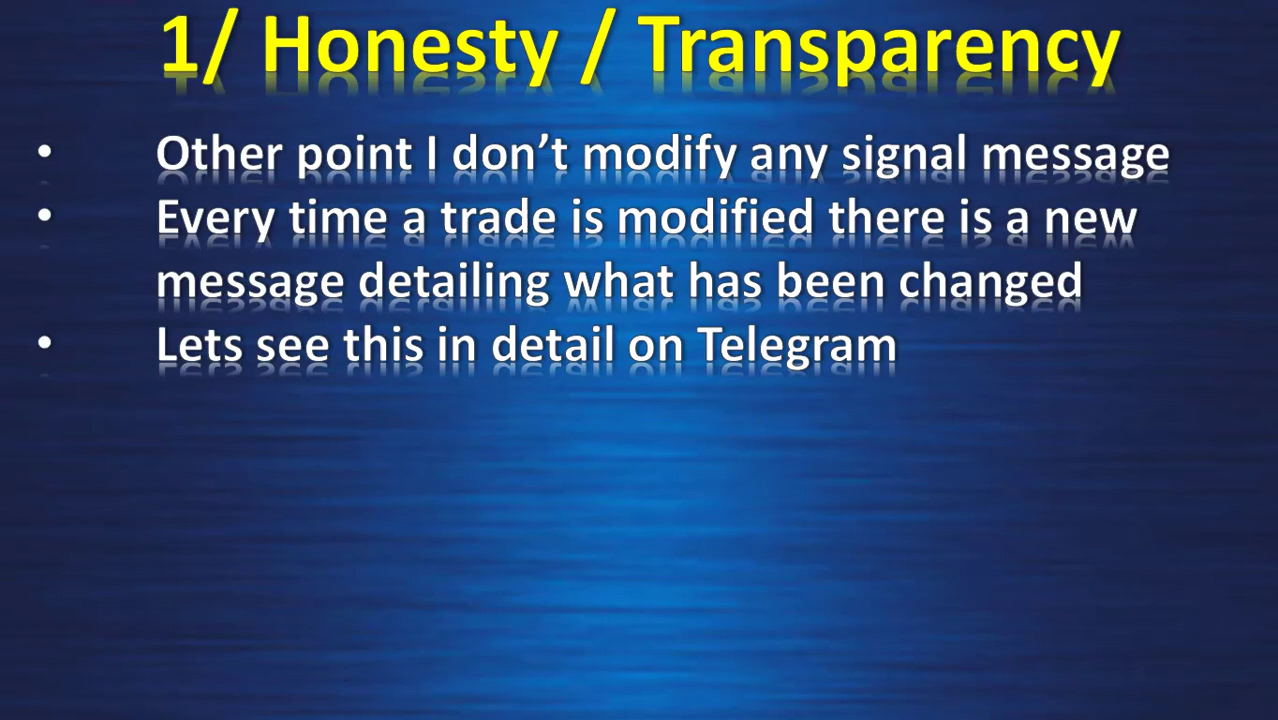 1/ Honesty / Transparency
• Other point I don’t modify any signal message
• Every time a trade is modified there is a new
message detailing what has been changed
• Lets see this in detail on Telegram